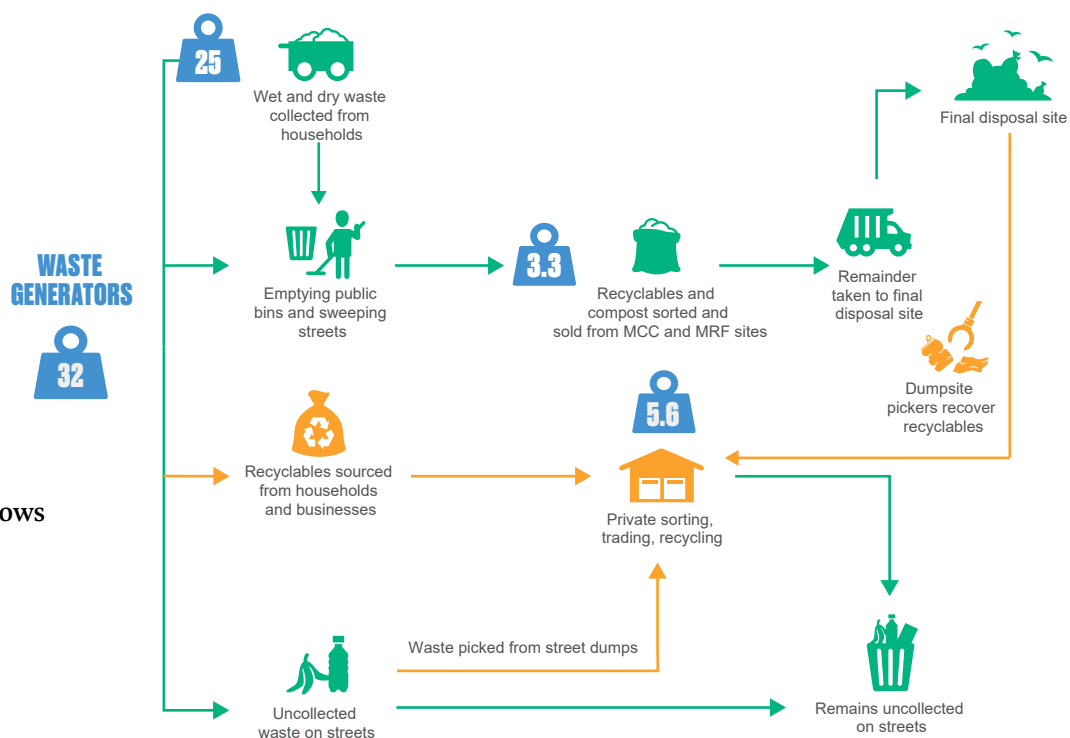 25
Wet and dry waste
collected from
households
Final disposal site
WASTE
GENERATORS
32
Emptying public
bins and sweeping
streets
3.3
Recyclables and
compost sorted and
sold from MCC and MRF sites
Remainder
taken to final
disposal site
Dumpsite
pickers recover
recyclables
5.6
Recyclables sourced
from households
and businesses
Private sorting,
trading, recycling
ows
Waste picked from street dumps
Uncollected
waste on streets
Remains uncollected
on streets